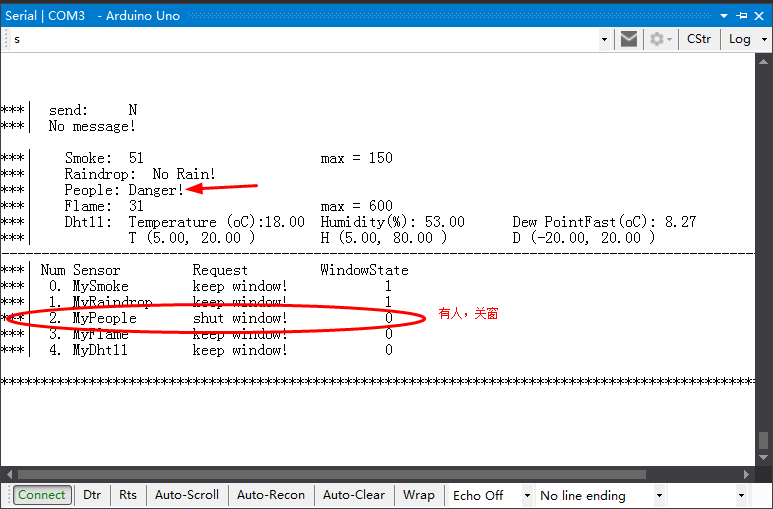 Serial | COM3 - Arduino Uno
s
CStr
Log
***| send: N
***| No message!
***| Smoke: 51 max = 150
***| Raindrop: No Rain!
***| People: Danger!
***| Flame: 31 max = 600
***| Dht11: Temperature (oC):18.00 Humidity(%): 53.00 Dew PointFast(oC): 8.27
***| T (5.00, 20.00 ) H (5.00, 80.00 ) D (-20.00, 20.00 )
***| Num Sensor Request WindowState
***| 0. MySmoke keep window! 1
***| 1. MyRaindrop keep window! 1
***| 2. MyPeople shut window! 0 有人，关窗
***| 3. MyFlame keep window! 0
***| 4. MyDht11 keep window! 0
Connect Dtr Rts Auto-Scroll Auto-Recon Auto-Clear Wrap Echo Off No line ending